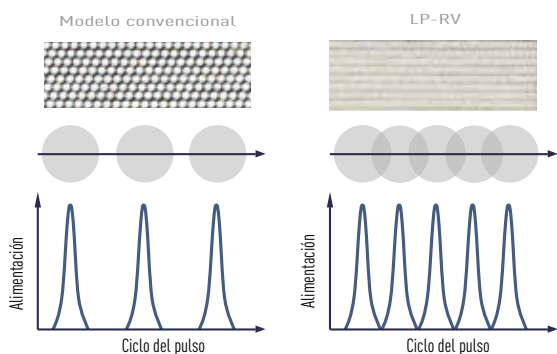 Modelo convencional
LP-RV
Alimentación
Ciclo del pulso
Alimentación
Ciclo del pulso